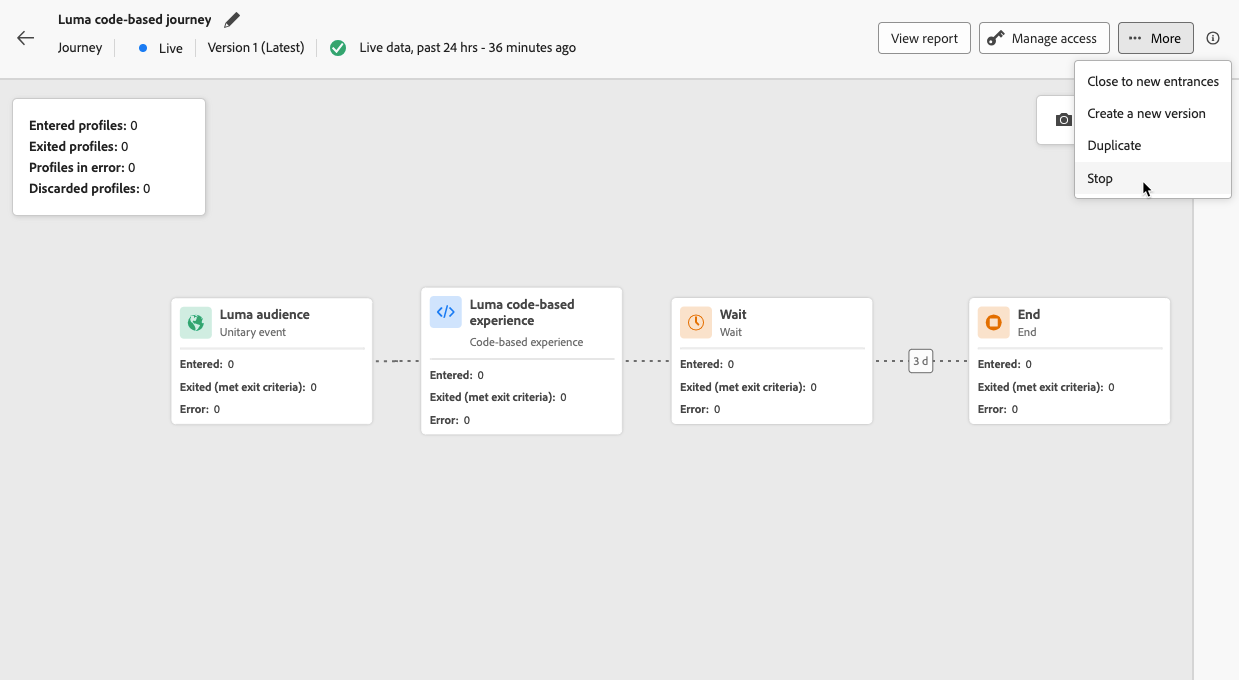 Luma code-based journey
Journey
Live
Version 1 (Latest)
Live data, past 24 hrs - 36 minutes ago
View report
Manage access
More
Close to new entrances
Create a new version
Duplicate
Stop
Entered profiles: 0
Exited profiles: 0
Profiles in error: 0
Discarded profiles: 0
Luma audience
Unitary event
Entered: 0
Exited (met exit criteria): 0
Error: 0
Luma code-based
experience
Code-based experience
Entered: 0
Exited (met exit criteria): 0
Error: 0
Wait
Wait
Entered: 0
Exited (met exit criteria): 0
Error: 0
3 d
End
End
Entered: 0
Exited (met exit criteria): 0
Error: 0